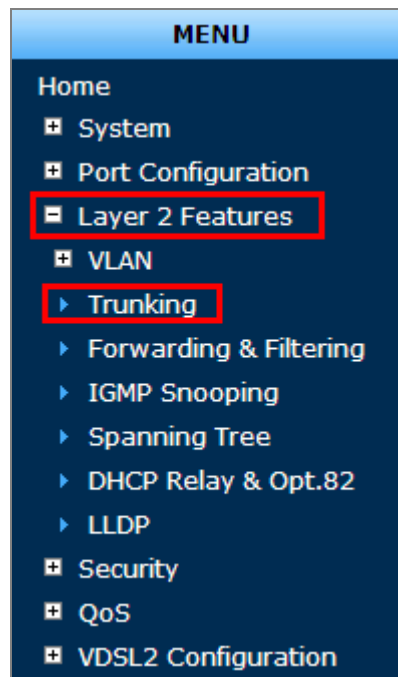 MENU
Home
System
Port Configuration
Layer 2 Features
VLAN
Trunking
Forwarding & Filtering
IGMP Snooping
Spanning Tree
DHCP Relay & Opt.82
LLDP
Security
QoS
VDSL2 Configuration